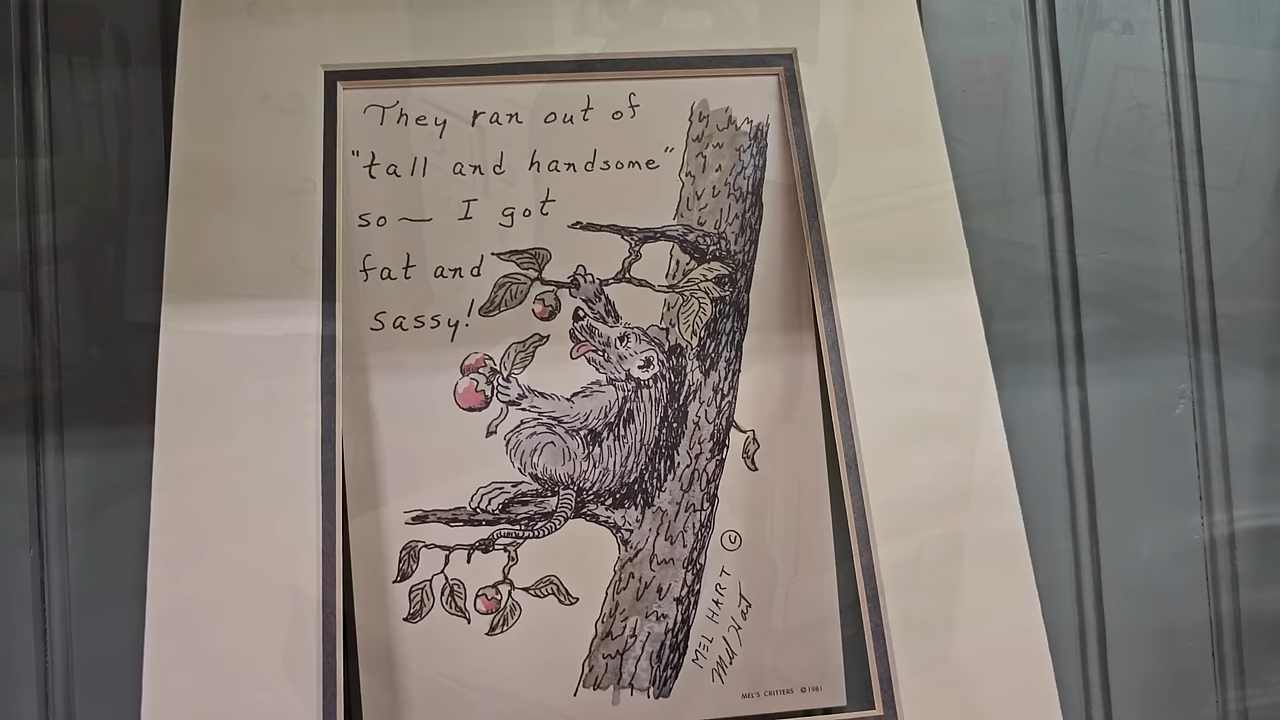 They ran out of
"tall and handsome"
so~ I got
fat and
sassy!
MEL HART ©
Mel Hart
MEL'S CRITTERS ©1981